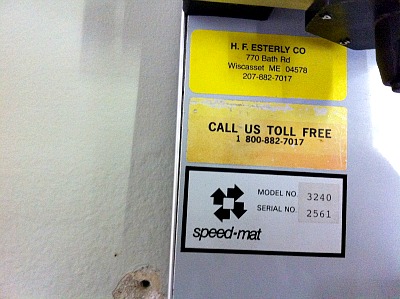 H. F. ESTERLY CO
770 Bath Rd
Wiscasset ME 04578
207-882-7017
CALL US TOLL FREE
1 800-882-7017
MODEL NO. 3240
SERIAL NO. 2561
speed-mat